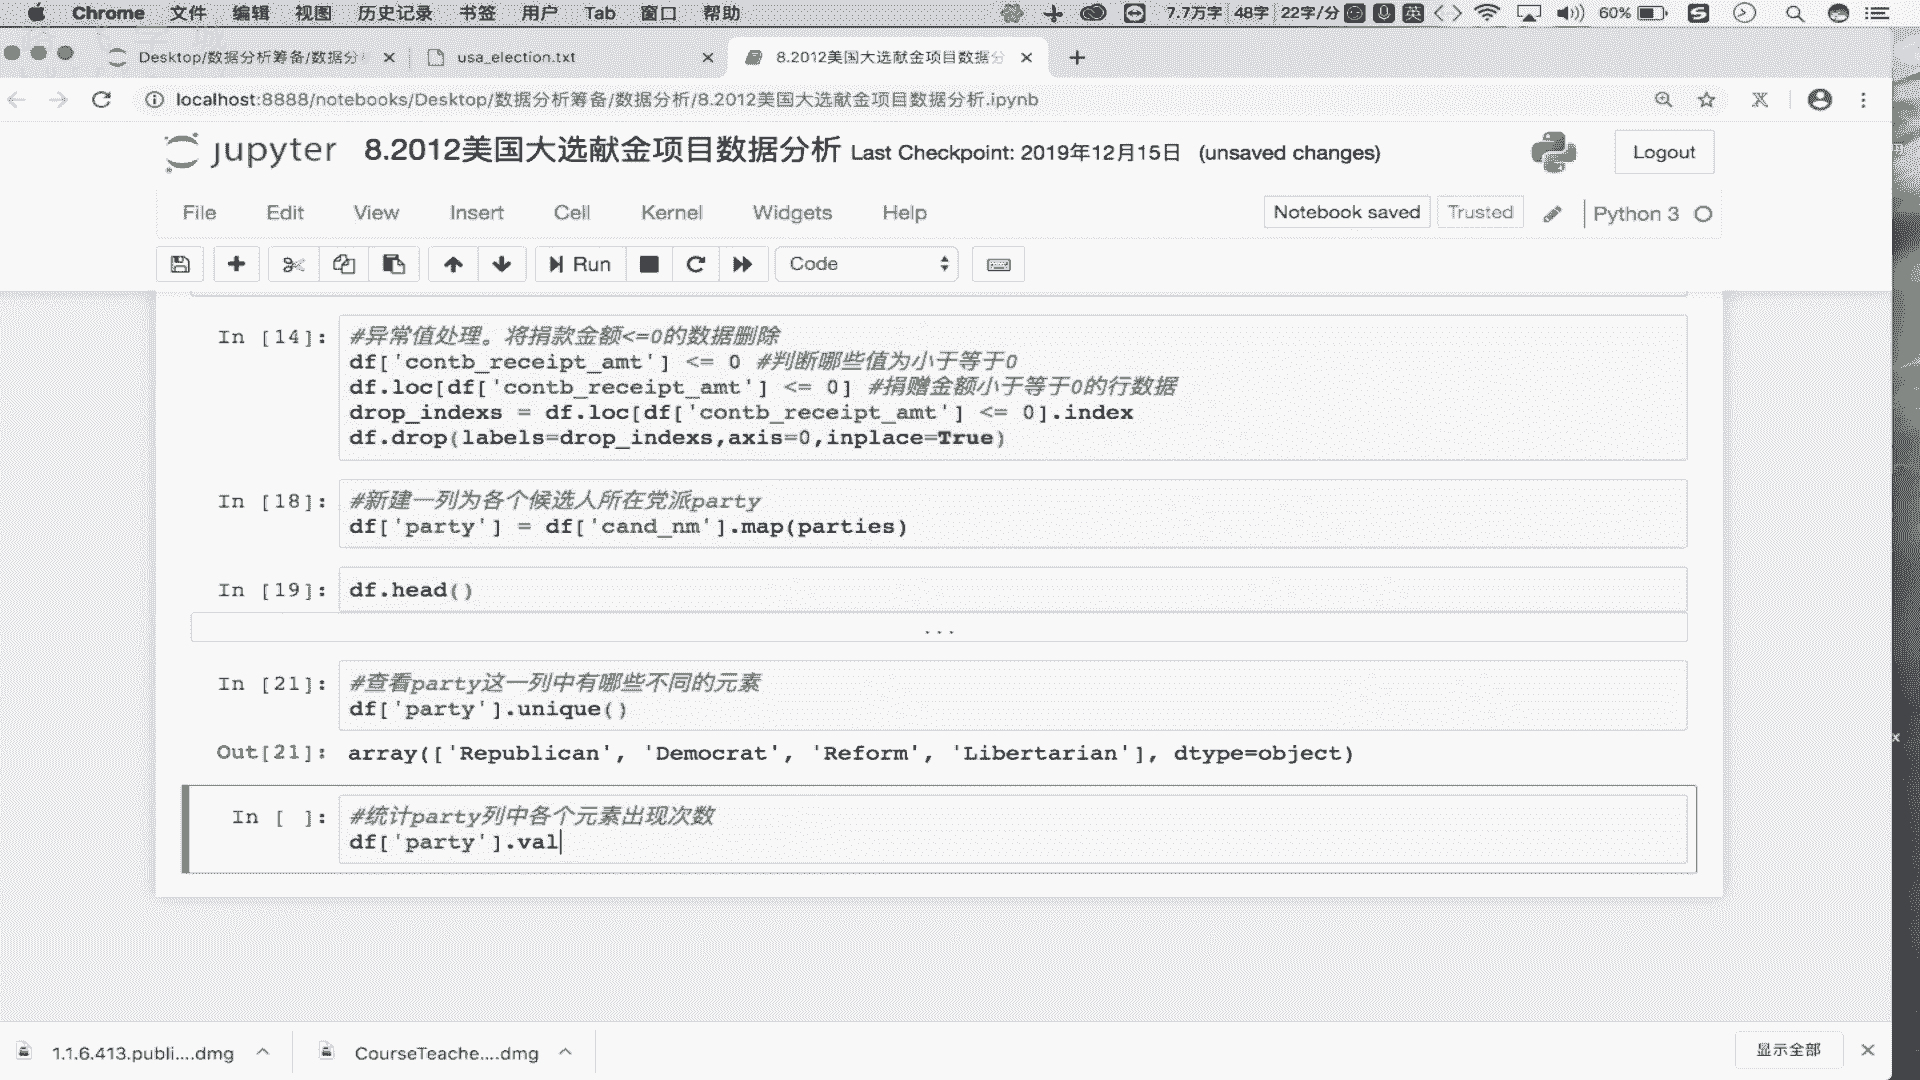 Chrome 文件 编辑 视图 历史记录 书签 用户 Tab 窗口 帮助 7.7万字 48字 22字/分 英 60%
Desktop/数据分析筹备/数据分 usa_election.txt 8.2012美国大选献金项目数据分
localhost:8888/notebooks/Desktop/数据分析筹备/数据分析/8.2012美国大选献金项目数据分析.ipynb
jupyter 8.2012美国大选献金项目数据分析 Last Checkpoint: 2019年12月15日 (unsaved changes) Logout
File Edit View Insert Cell Kernel Widgets Help Notebook saved Trusted Python 3
Run Code
In [14]: #异常值处理。将捐款金额<=0的数据删除
df['contb_receipt_amt'] <= 0 #判断哪些值为小于等于0
df.loc[df['contb_receipt_amt'] <= 0] #捐赠金额小于等于0的行数据
drop_indexs = df.loc[df['contb_receipt_amt'] <= 0].index
df.drop(labels=drop_indexs,axis=0,inplace=True)
In [18]: #新建一列为各个候选人所在党派party
df['party'] = df['cand_nm'].map(parties)
In [19]: df.head()
...
In [21]: #查看party这一列中有哪些不同的元素
df['party'].unique()
Out[21]: array(['Republican', 'Democrat', 'Reform', 'Libertarian'], dtype=object)
In [ ]: #统计party列中各个元素出现次数
df['party'].val
1.1.6.413.publi....dmg CourseTeache....dmg 显示全部